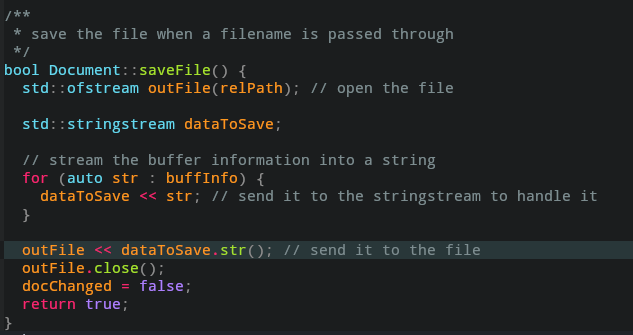 /**
 * save the file when a filename is passed through
 */
bool Document::saveFile() {
  std::ofstream outFile(relPath); // open the file

  std::stringstream dataToSave;

  // stream the buffer information into a string
  for (auto str : buffInfo) {
    dataToSave << str; // send it to the stringstream to handle it
  }

  outFile << dataToSave.str(); // send it to the file
  outFile.close();
  docChanged = false;
  return true;
}